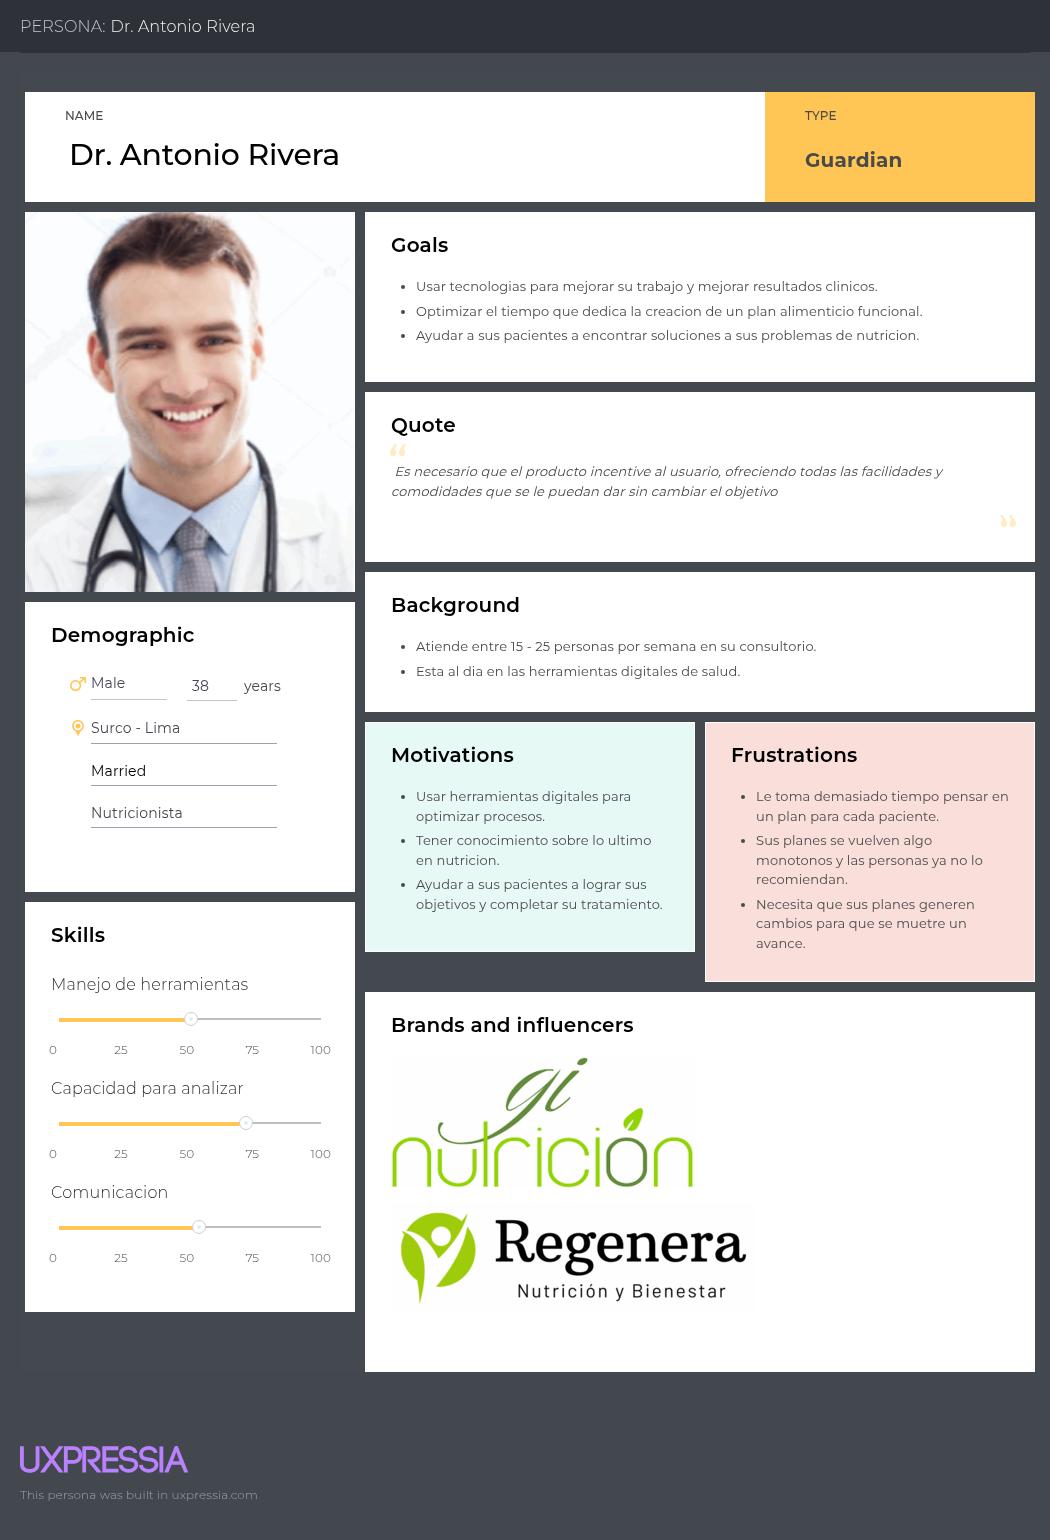 PERSONA: Dr. Antonio Rivera
NAME
Dr. Antonio Rivera
TYPE
Guardian
Goals
• Usar tecnologias para mejorar su trabajo y mejorar resultados clinicos.
• Optimizar el tiempo que dedica la creacion de un plan alimenticio funcional.
• Ayudar a sus pacientes a encontrar soluciones a sus problemas de nutricion.
Quote
“
Es necesario que el producto incentive al usuario, ofreciendo todas las facilidades y
comodidades que se le puedan dar sin cambiar el objetivo
”
Background
• Atiende entre 15 - 25 personas por semana en su consultorio.
• Esta al dia en las herramientas digitales de salud.
Demographic
Male 38 years
Surco - Lima
Married
Nutricionista
Motivations
• Usar herramientas digitales para
optimizar procesos.
• Tener conocimiento sobre lo ultimo
en nutricion.
• Ayudar a sus pacientes a lograr sus
objetivos y completar su tratamiento.
Frustrations
• Le toma demasiado tiempo pensar en
un plan para cada paciente.
• Sus planes se vuelven algo
monotonos y las personas ya no lo
recomiendan.
• Necesita que sus planes generen
cambios para que se muetre un
avance.
Skills
Manejo de herramientas
0 25 50 75 100
Capacidad para analizar
0 25 50 75 100
Comunicacion
0 25 50 75 100
Brands and influencers
gi
nutrición
Regenera
Nutrición y Bienestar
UXPRESSIA
This persona was built in uxpressia.com